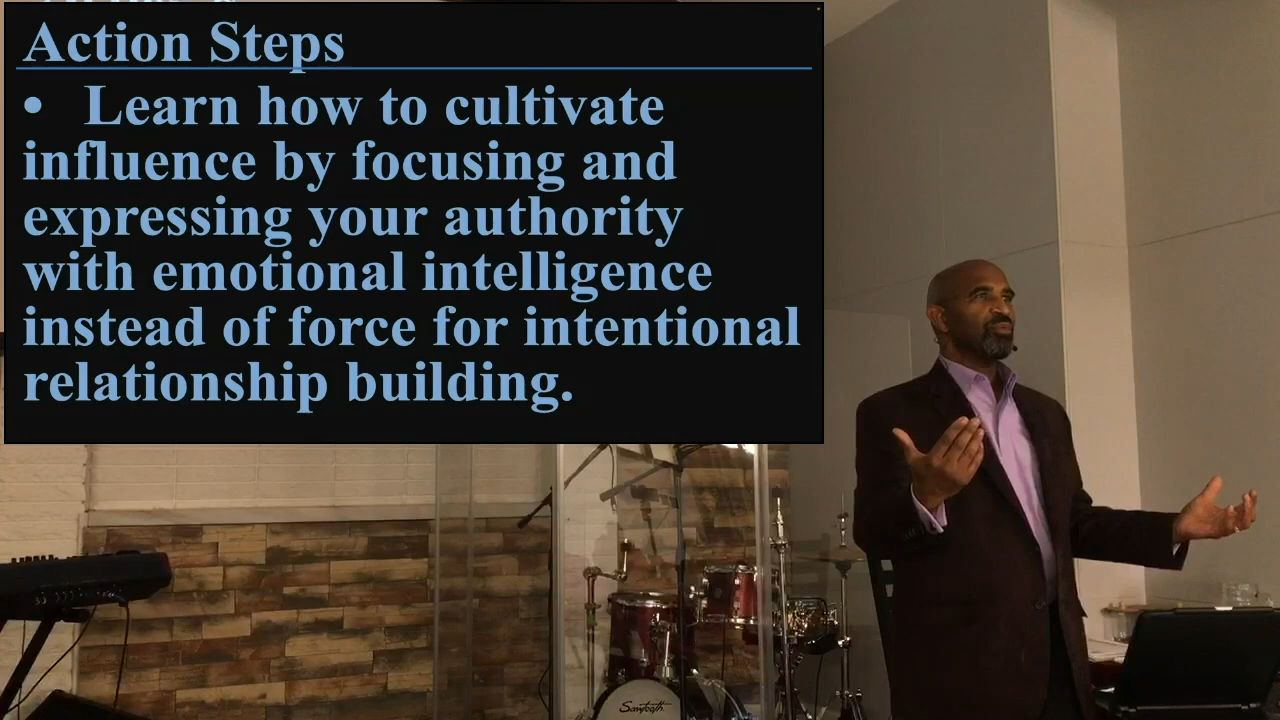 Action Steps
• Learn how to cultivate
influence by focusing and
expressing your authority
with emotional intelligence
instead of force for intentional
relationship building.
Sawtooth